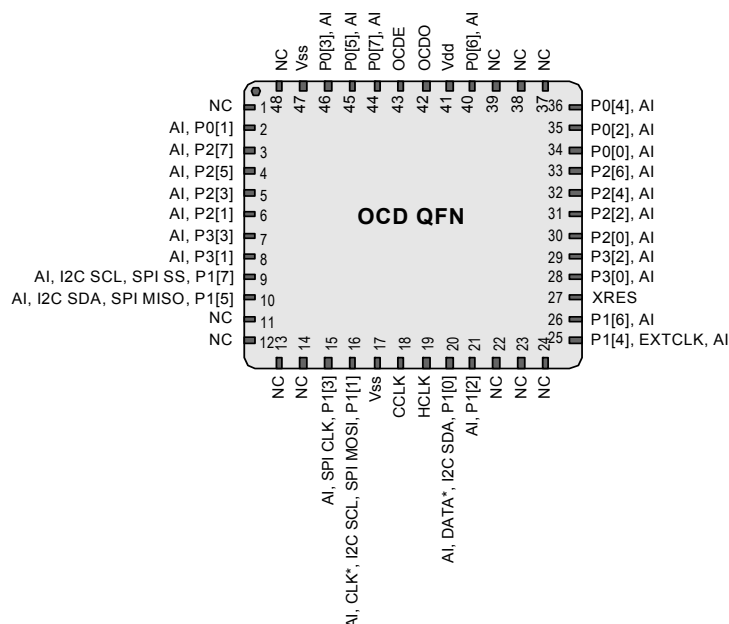 NC
Vss
P0[3], AI
P0[5], AI
P0[7], AI
OCDE
OCDO
Vdd
P0[6], AI
NC
NC
NC
48
47
46
45
44
43
42
41
40
39
38
37
NC 1
AI, P0[1] 2
AI, P2[7] 3
AI, P2[5] 4
AI, P2[3] 5
AI, P2[1] 6
AI, P3[3] 7
AI, P3[1] 8
AI, I2C SCL, SPI SS, P1[7] 9
AI, I2C SDA, SPI MISO, P1[5] 10
NC 11
NC 12
OCD QFN
36 P0[4], AI
35 P0[2], AI
34 P0[0], AI
33 P2[6], AI
32 P2[4], AI
31 P2[2], AI
30 P2[0], AI
29 P3[2], AI
28 P3[0], AI
27 XRES
26 P1[6], AI
25 P1[4], EXTCLK, AI
13
14
15
16
17
18
19
20
21
22
23
24
NC
NC
AI, SPI CLK, P1[3]
AI, CLK*, I2C SCL, SPI MOSI, P1[1]
Vss
CCLK
HCLK
AI, DATA*, I2C SDA, P1[0]
AI, P1[2]
NC
NC
NC